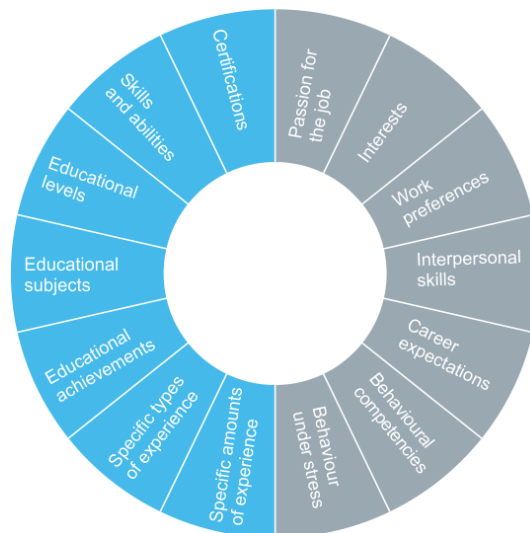 Passion for
the job
Interests
Work
preferences
Interpersonal
skills
Career
expectations
Behavioural
competencies
Behaviour
under stress
Specific amounts
of experience
Specific types
of experience
Educational
achievements
Educational
subjects
Educational
levels
Skills
and abilities
Certifications